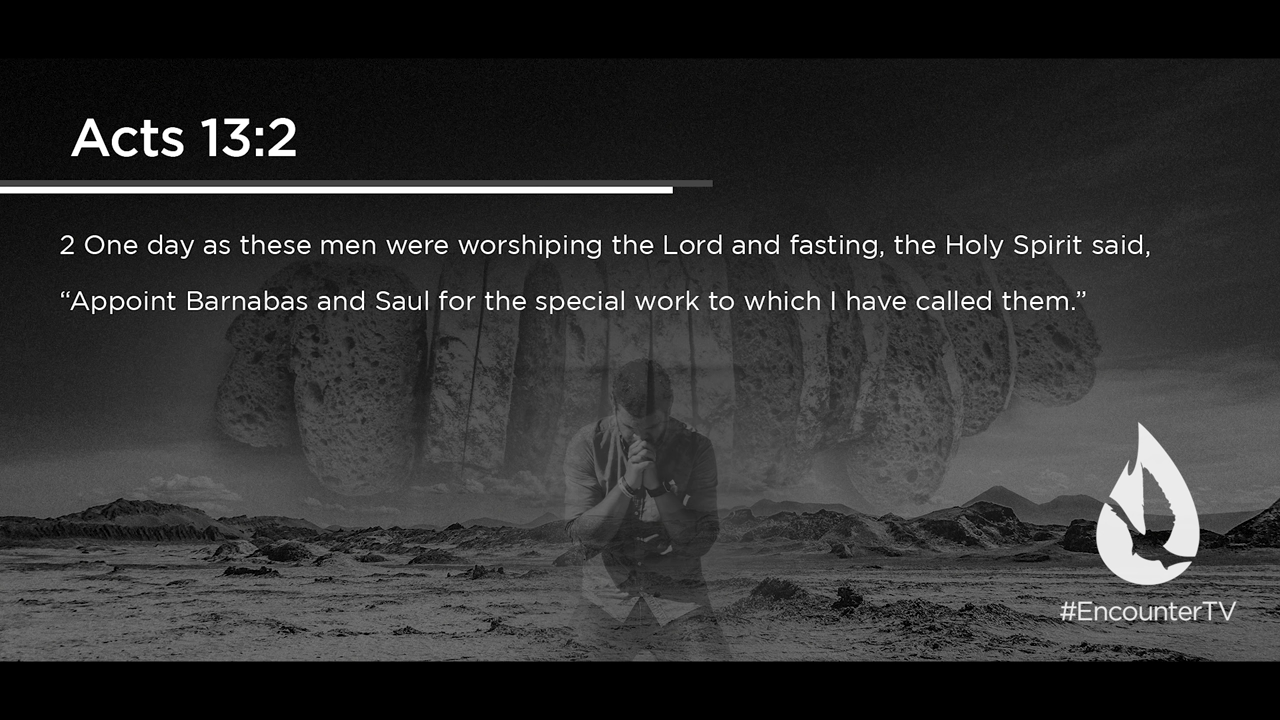 Acts 13:2
2 One day as these men were worshiping the Lord and fasting, the Holy Spirit said,
“Appoint Barnabas and Saul for the special work to which I have called them.”
#EncounterTV